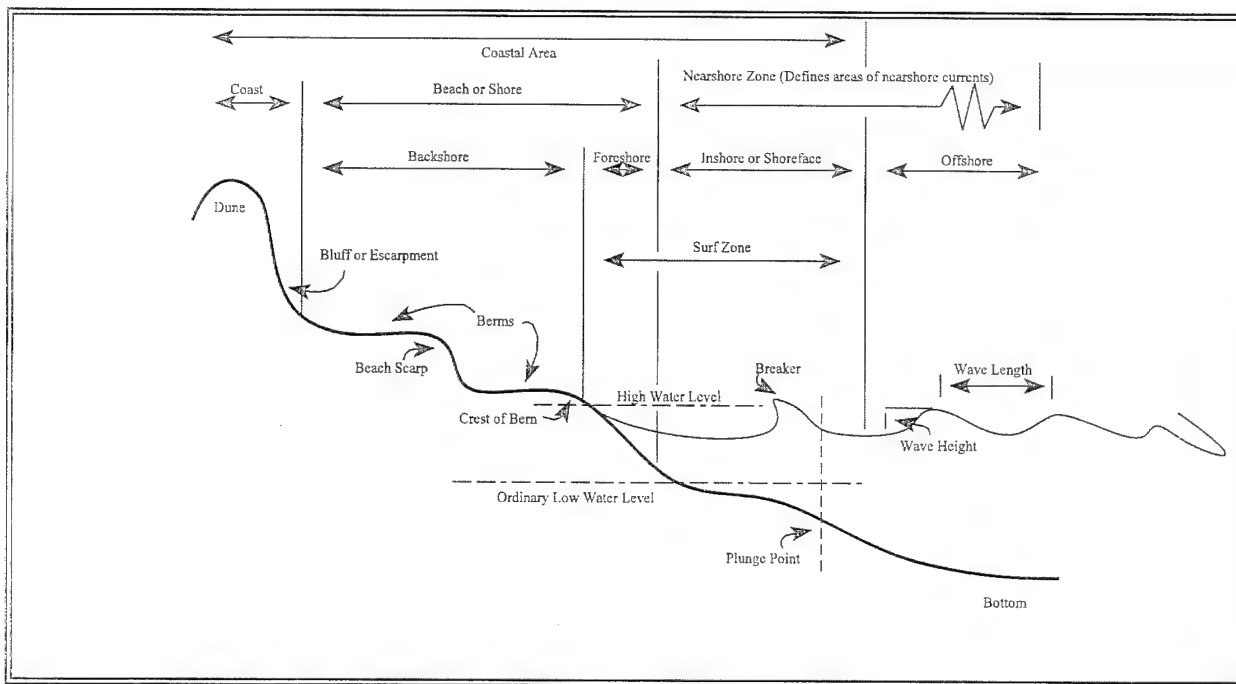 Coastal Area
Nearshore Zone (Defines areas of nearshore currents)
Coast
Beach or Shore
Backshore
Foreshore
Inshore or Shoreface
Offshore
Dune
Surf Zone
Bluff or Escarpment
Berms
Beach Scarp
Breaker
Wave Length
High Water Level
Crest of Bern
Wave Height
Ordinary Low Water Level
Plunge Point
Bottom